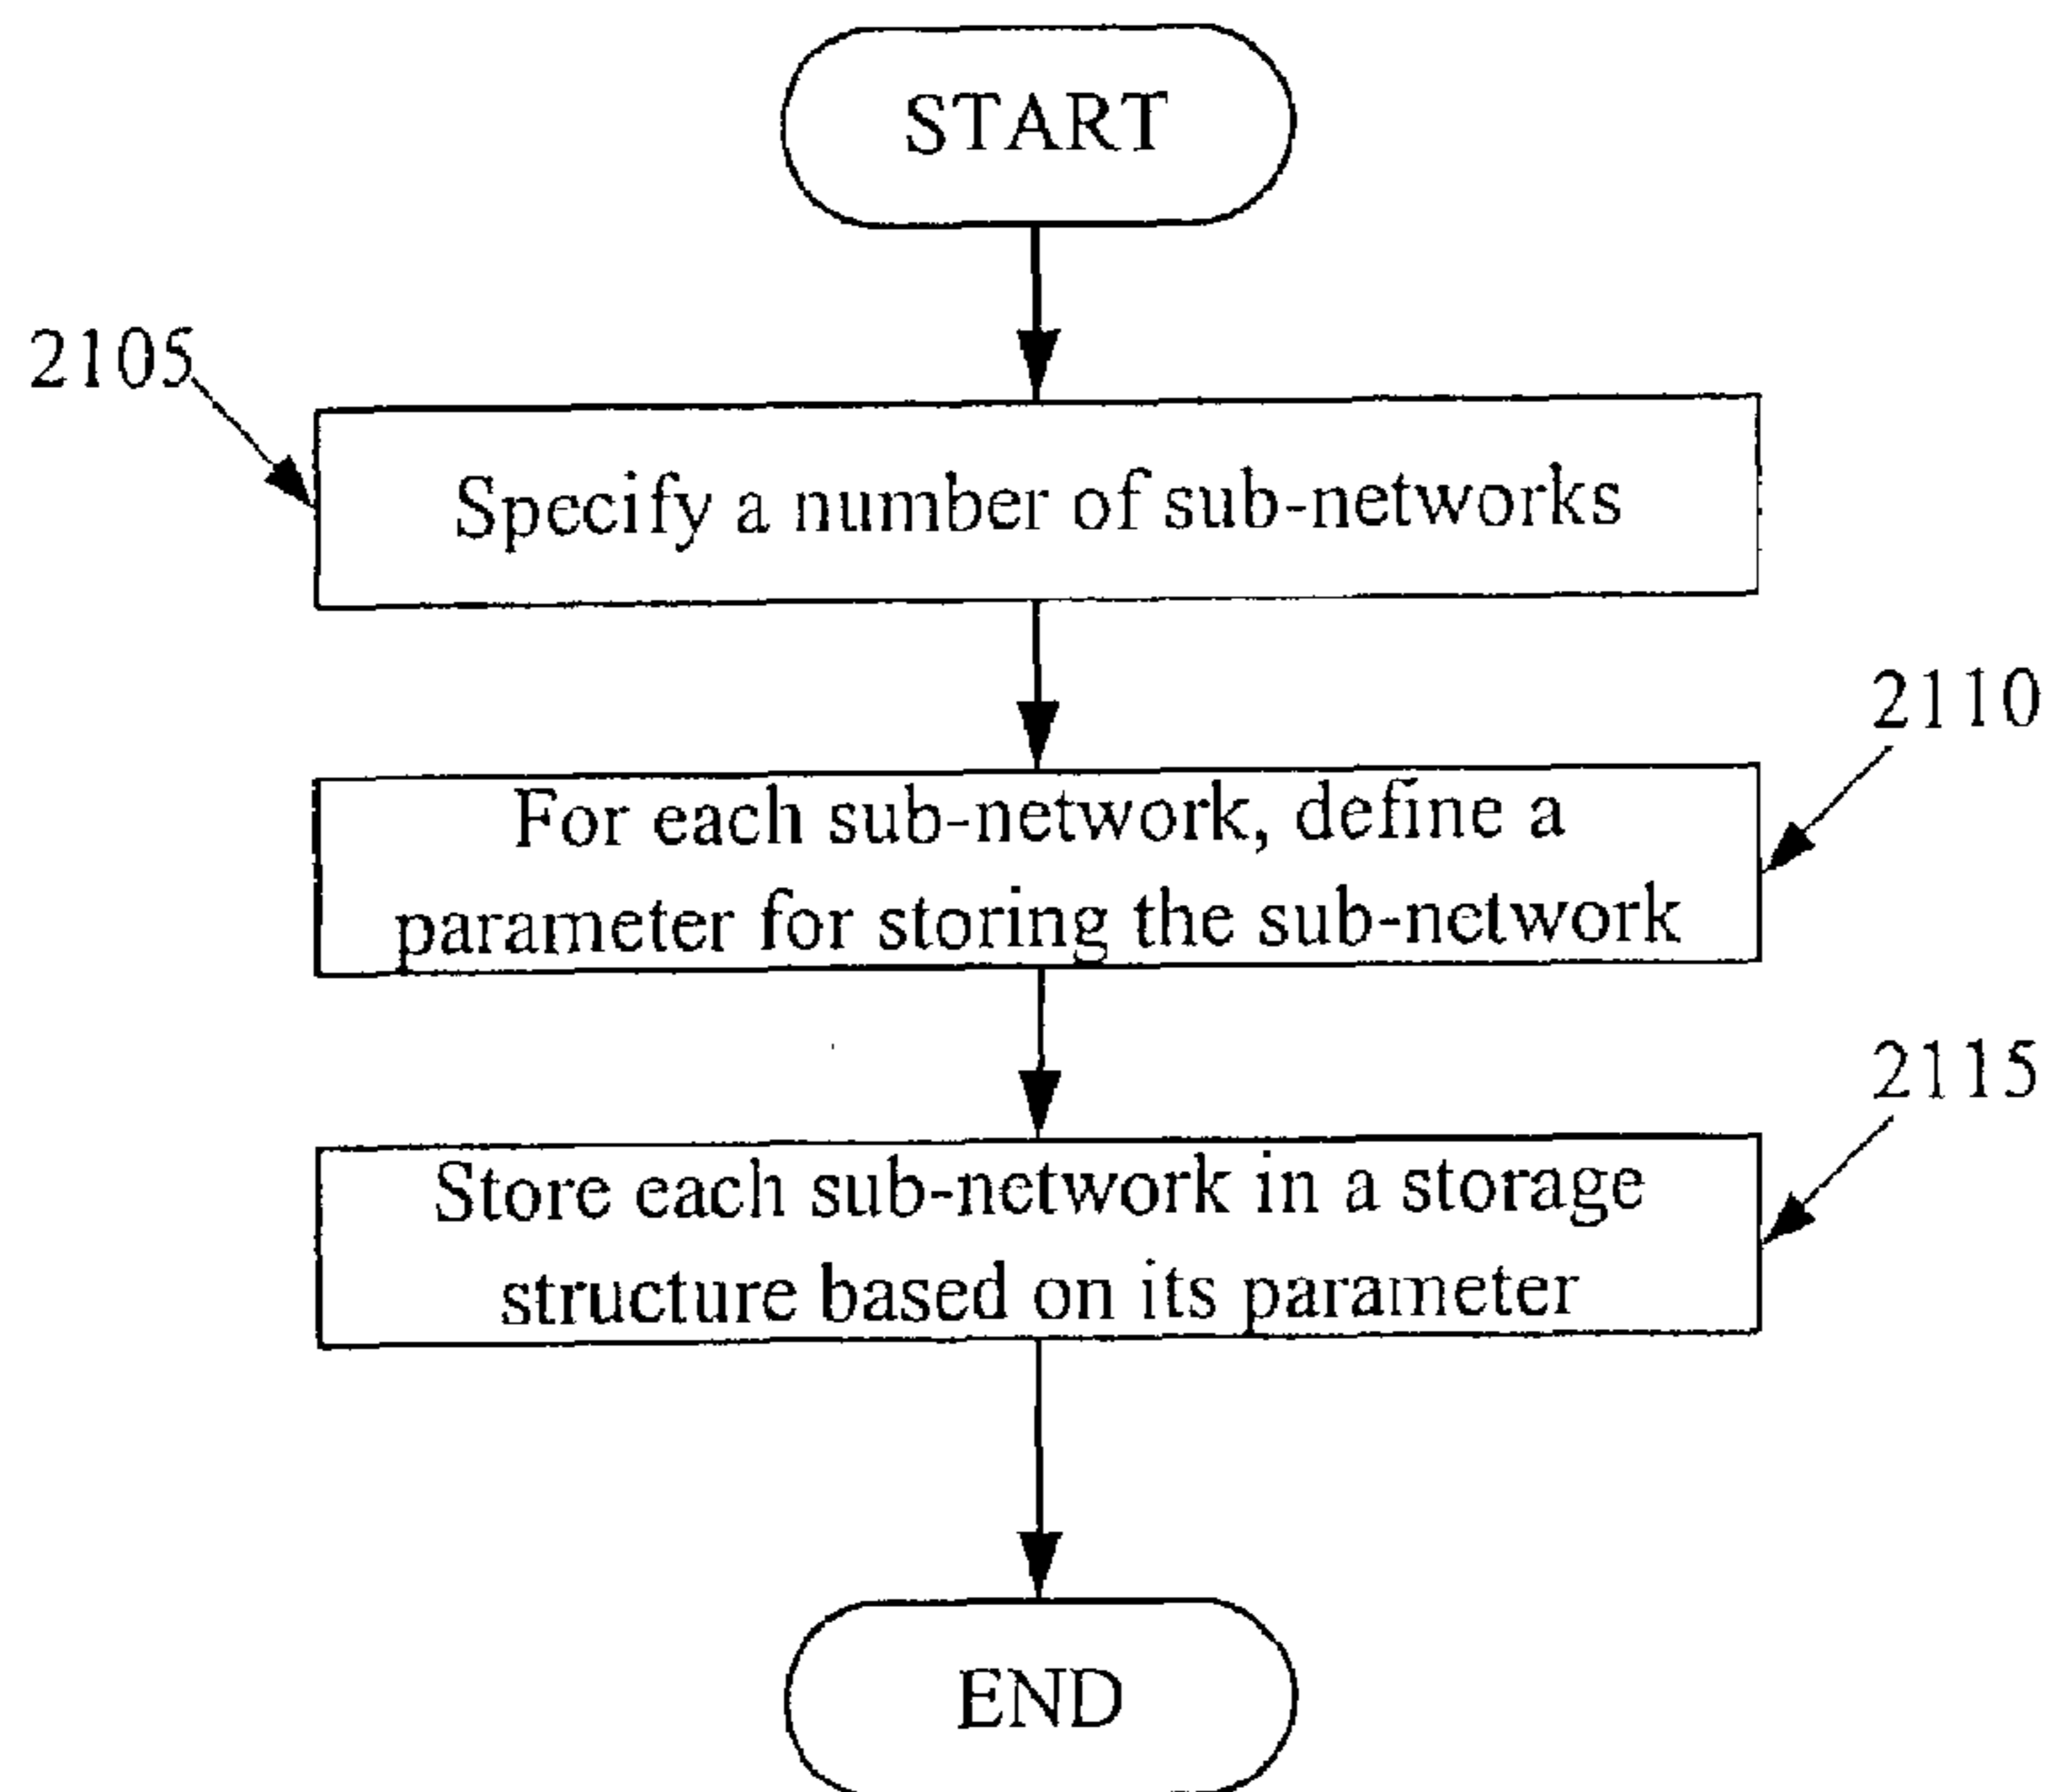 START
2105
Specify a number of sub-networks
2110
For each sub-network, define a
parameter for storing the sub-network
2115
Store each sub-network in a storage
structure based on its parameter
END